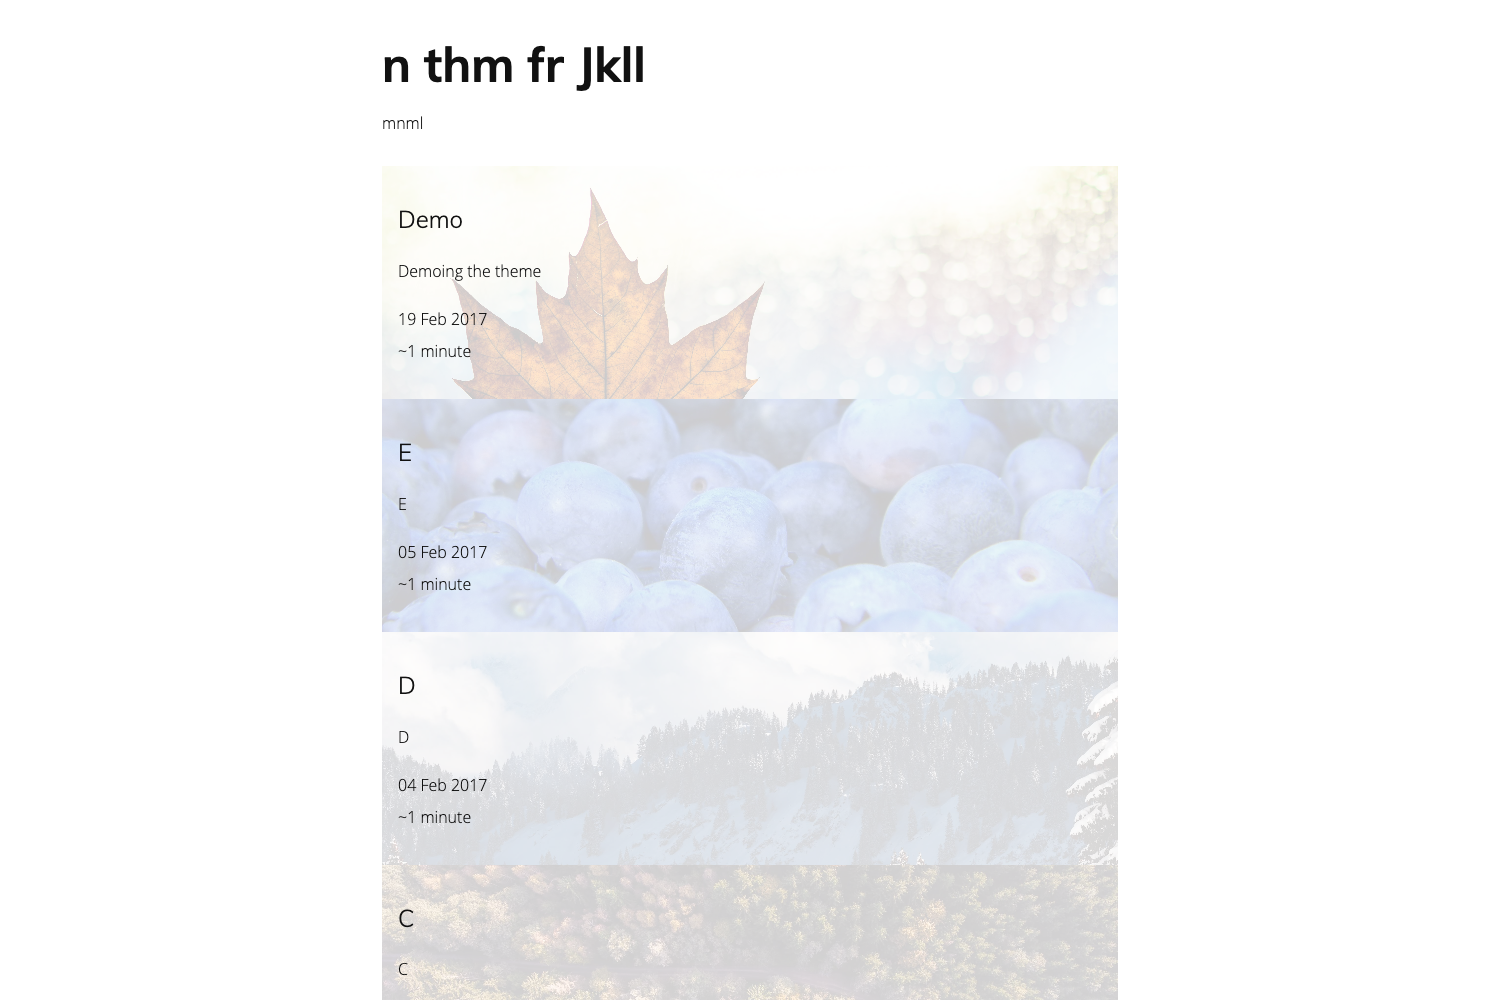 n thm fr Jkll
mnml
Demo
Demoing the theme
19 Feb 2017
~1 minute
E
E
05 Feb 2017
~1 minute
D
D
04 Feb 2017
~1 minute
C
C